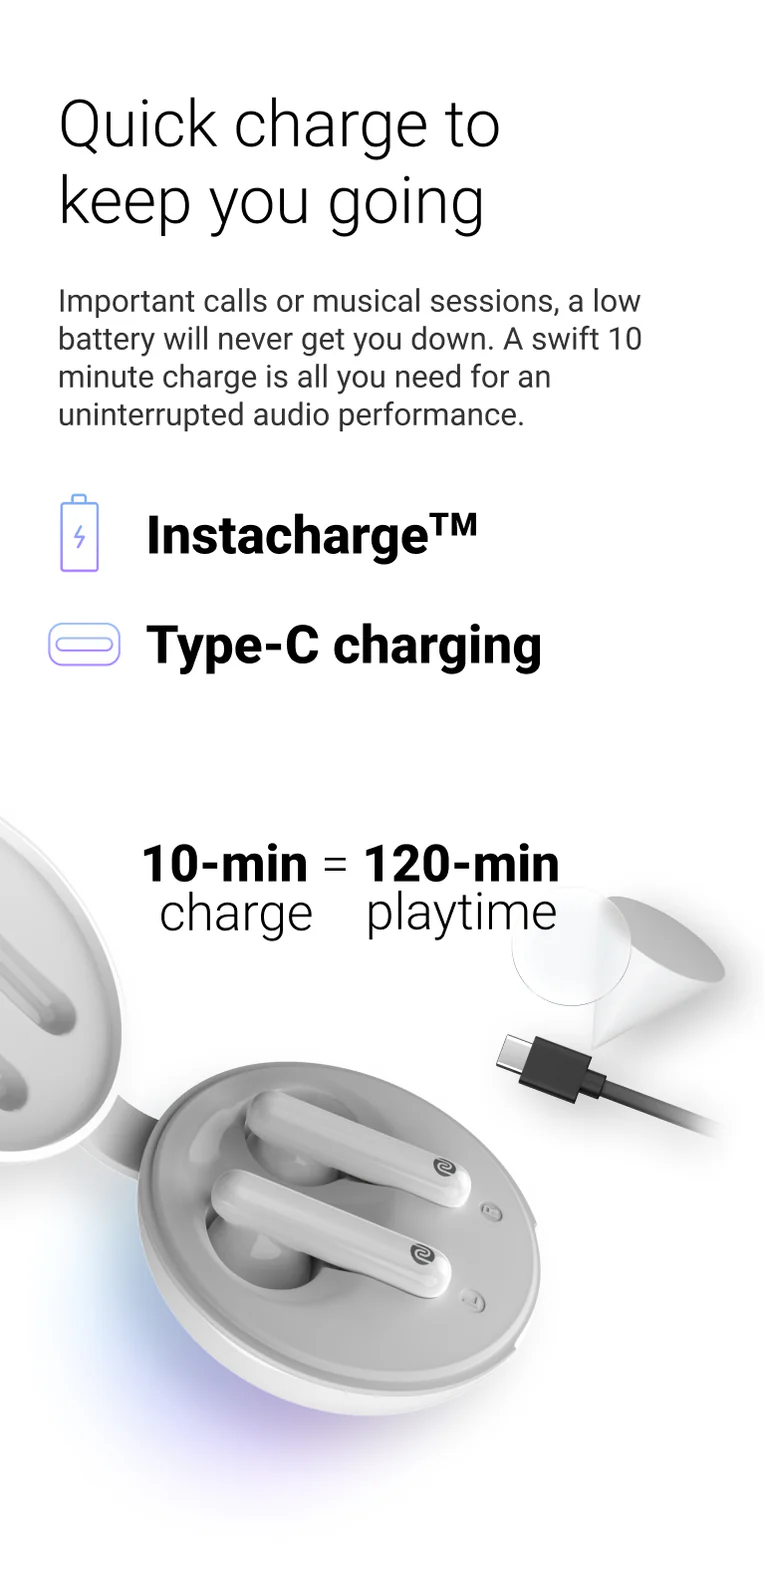 Quick charge to
keep you going
Important calls or musical sessions, a low
battery will never get you down. A swift 10
minute charge is all you need for an
uninterrupted audio performance.
Instacharge™
Type-C charging
10-min = 120-min
charge playtime
R
L